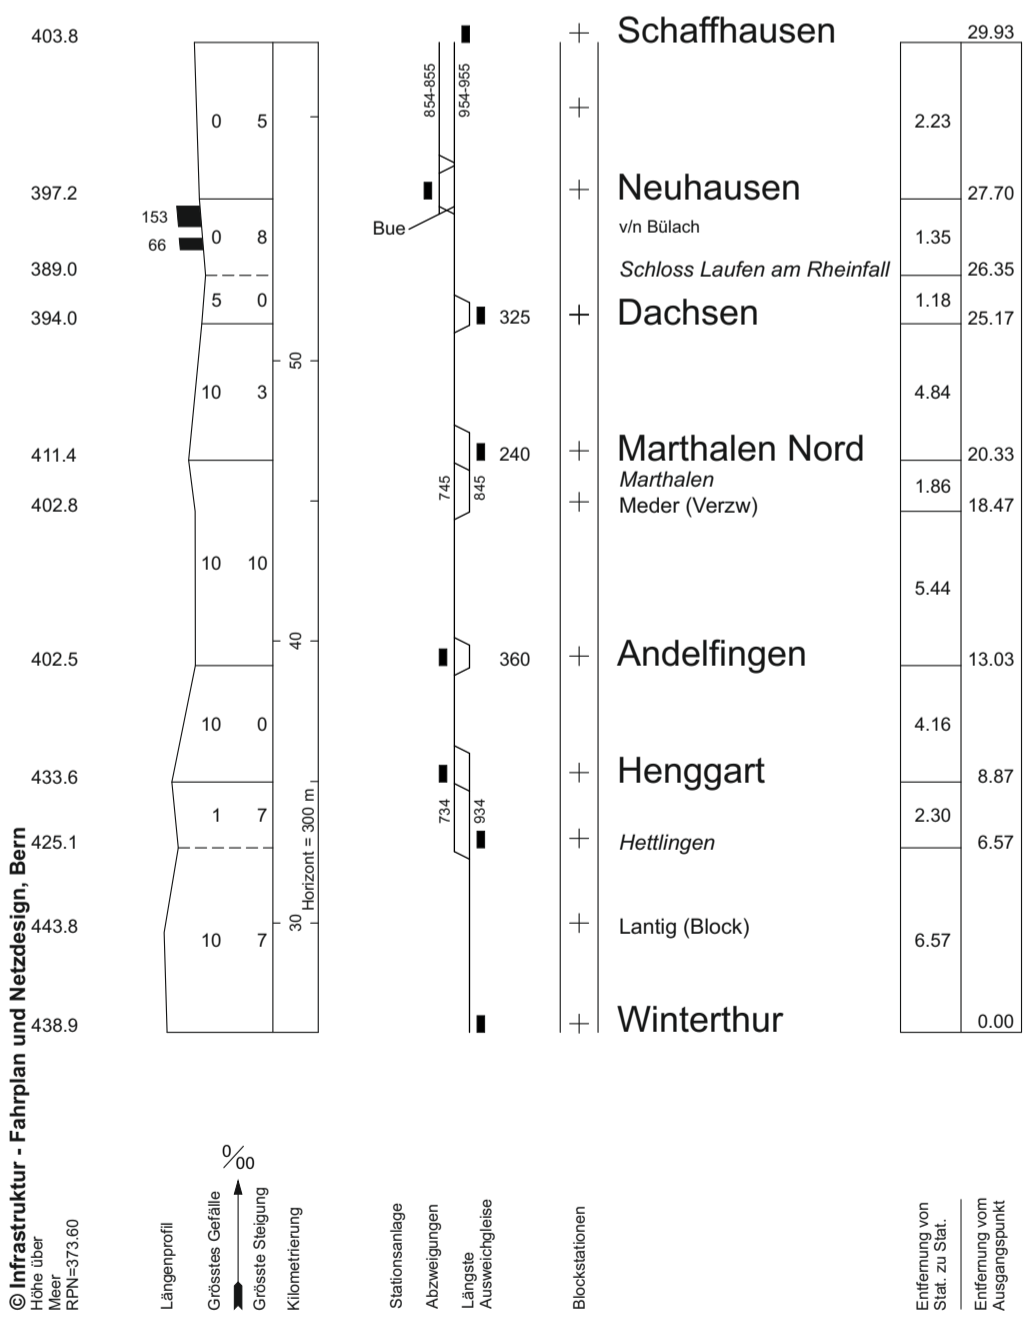 403.8 Schaffhausen 29.93
854-855 954-955
0 5 2.23
397.2 Neuhausen 27.70
153
66 0 8 Bue v/n Bülach 1.35
389.0 Schloss Laufen am Rheinfall 26.35
5 0 1.18
394.0 325 Dachsen 25.17
50
10 3 4.84
411.4 240 Marthalen Nord 20.33
745 845 Marthalen 1.86
402.8 Meder (Verzw) 18.47
10 10 5.44
40
402.5 360 Andelfingen 13.03
10 0 4.16
433.6 Henggart 8.87
1 7 734 934 2.30
Horizont = 300 m
425.1 Hettlingen 6.57
30
443.8 Lantig (Block)
10 7 6.57
438.9 Winterthur 0.00
0/00
© Infrastruktur - Fahrplan und Netzdesign, Bern
Höhe über
Meer
RPN=373.60
Längenprofil
Grösstes Gefälle
Grösste Steigung
Kilometrierung
Stationsanlage
Abzweigungen
Längste
Ausweichgleise
Blockstationen
Entfernung von
Stat. zu Stat.
Entfernung vom
Ausgangspunkt